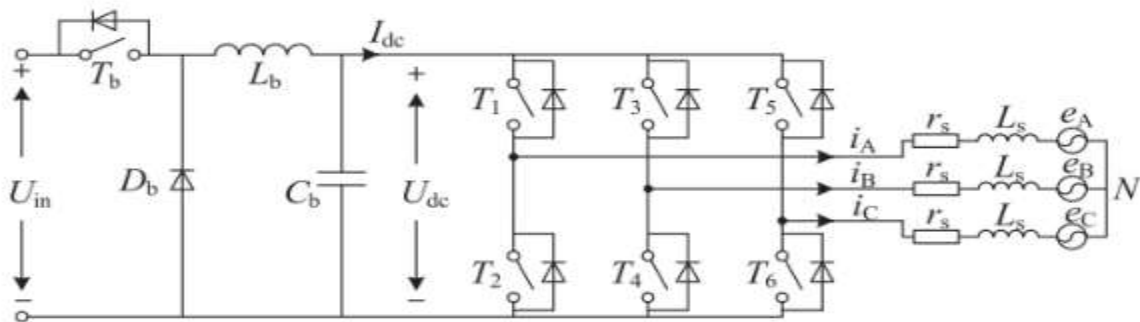 I_dc
T_b
+
L_b
+
T_1
T_3
T_5
r_s
L_s
e_A
i_A
U_in
D_b
C_b
U_dc
i_B
r_s
L_s
e_B
N
i_C
r_s
L_s
e_C
T_2
T_4
T_6
−
−